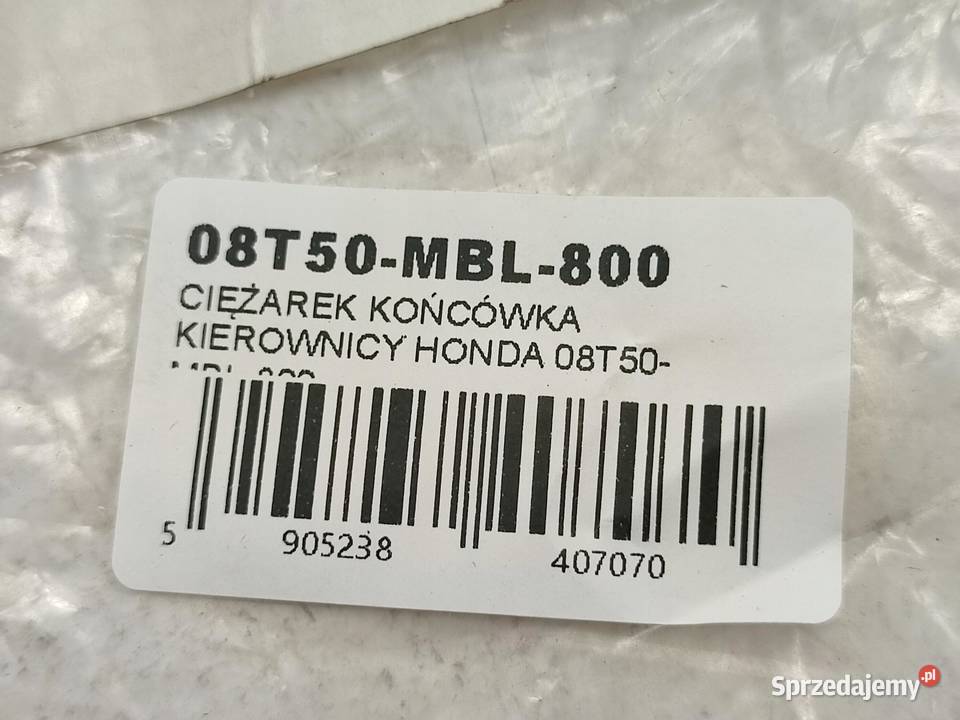 08T50-MBL-800
CIĘŻAREK KOŃCÓWKA
KIEROWNICY HONDA 08T50-
5 905238 407070
Sprzedajemy.pl